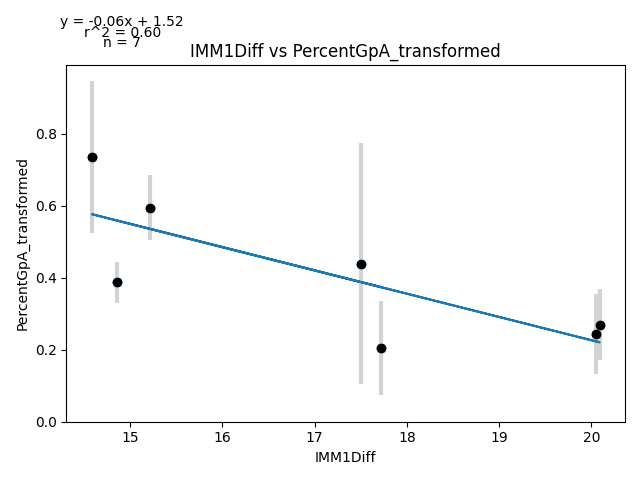 y = -0.06x + 1.52
r^2 = 0.60
n = 7
IMM1Diff vs PercentGpA_transformed
PercentGpA_transformed
0.8
0.6
0.4
0.2
0.0
15
16
17
18
19
20
IMM1Diff